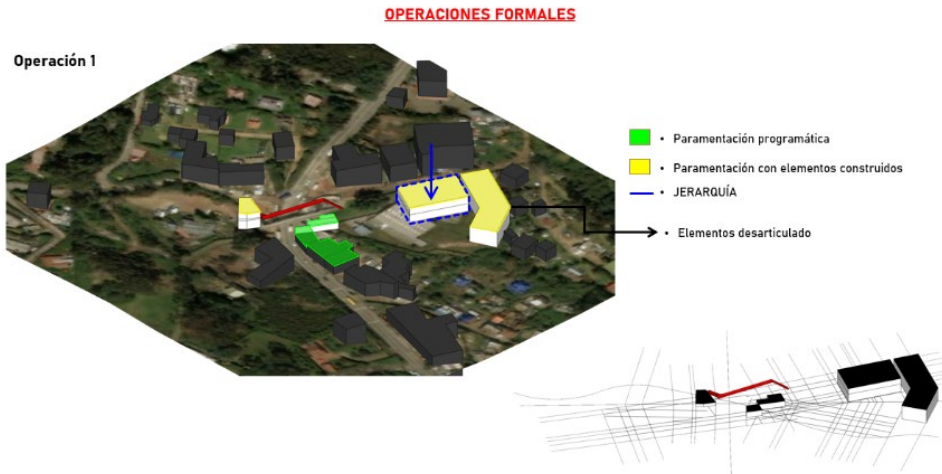 OPERACIONES FORMALES
Operación 1
• Paramentación programática
• Paramentación con elementos construidos
• JERARQUÍA
• Elementos desarticulado